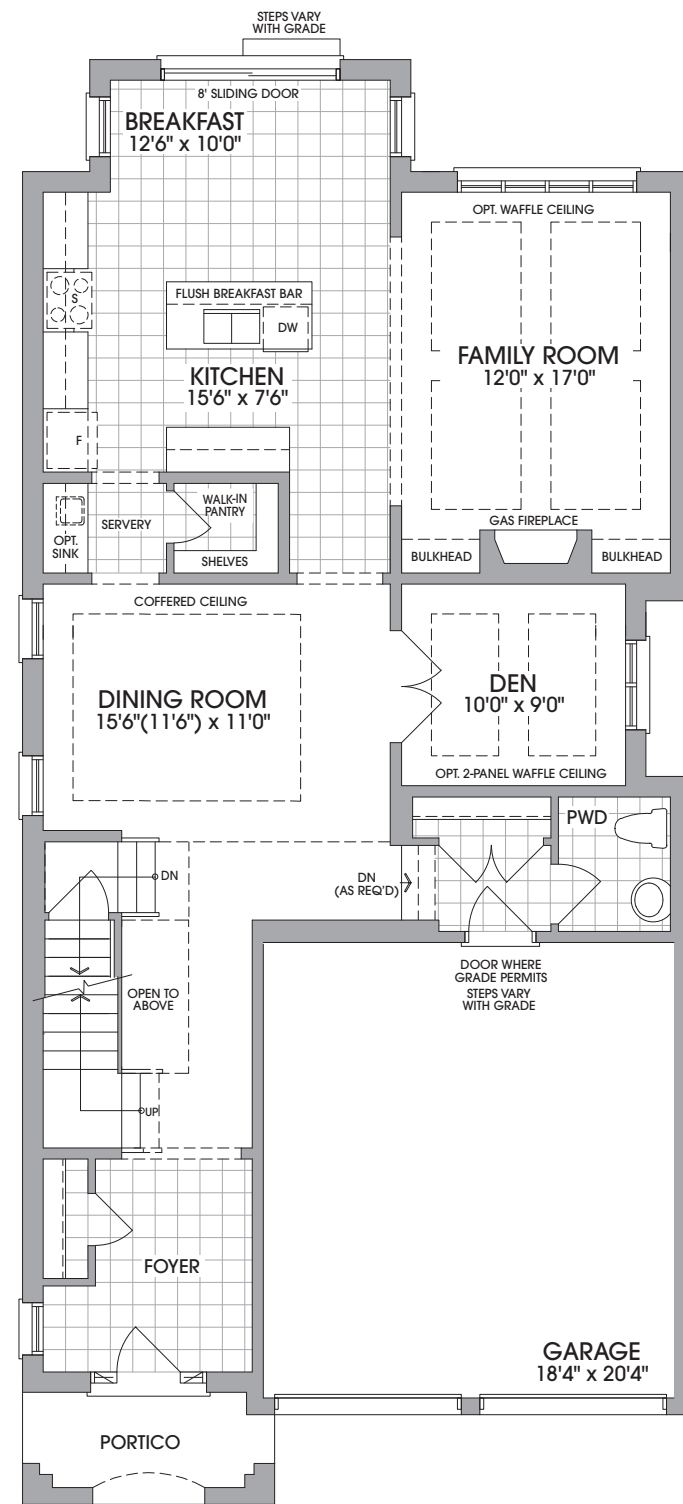 STEPS VARY
WITH GRADE
8' SLIDING DOOR
BREAKFAST
12'6" x 10'0"
OPT. WAFFLE CEILING
S
FLUSH BREAKFAST BAR
DW
FAMILY ROOM
12'0" x 17'0"
KITCHEN
15'6" x 7'6"
F
WALK-IN
PANTRY
SERVERY
OPT.
SINK
SHELVES
GAS FIREPLACE
BULKHEAD
BULKHEAD
COFFERED CEILING
DINING ROOM
15'6"(11'6") x 11'0"
DEN
10'0" x 9'0"
OPT. 2-PANEL WAFFLE CEILING
PWD
DN
DN
(AS REQ'D)
DOOR WHERE
GRADE PERMITS
STEPS VARY
WITH GRADE
OPEN TO
ABOVE
UP
FOYER
GARAGE
18'4" x 20'4"
PORTICO